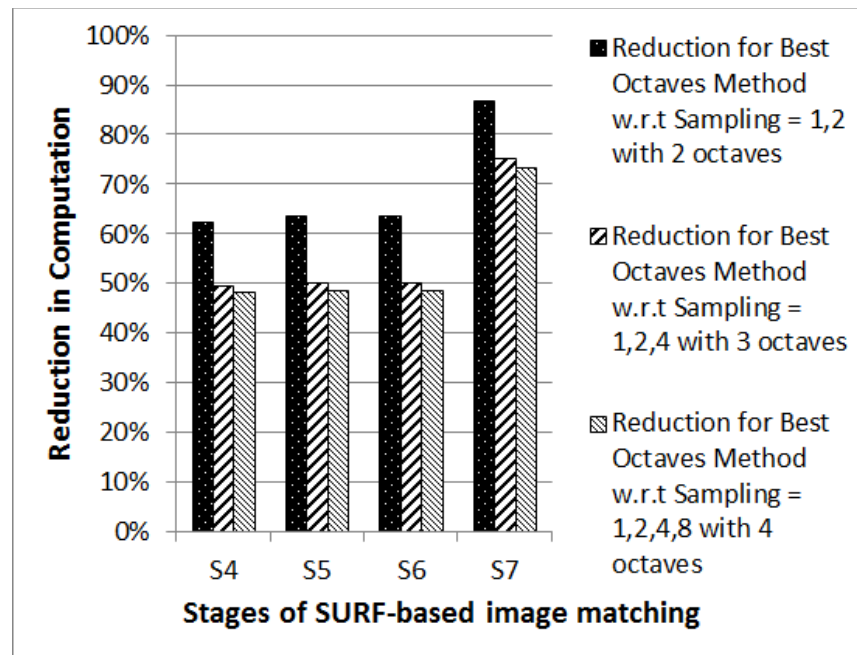 100%
90%
80%
70%
60%
50%
40%
30%
20%
10%
0%
Reduction in Computation
S4 S5 S6 S7
Stages of SURF-based image matching
Reduction for Best
Octaves Method
w.r.t Sampling = 1,2
with 2 octaves
Reduction for Best
Octaves Method
w.r.t Sampling =
1,2,4 with 3 octaves
Reduction for Best
Octaves Method
w.r.t Sampling =
1,2,4,8 with 4
octaves